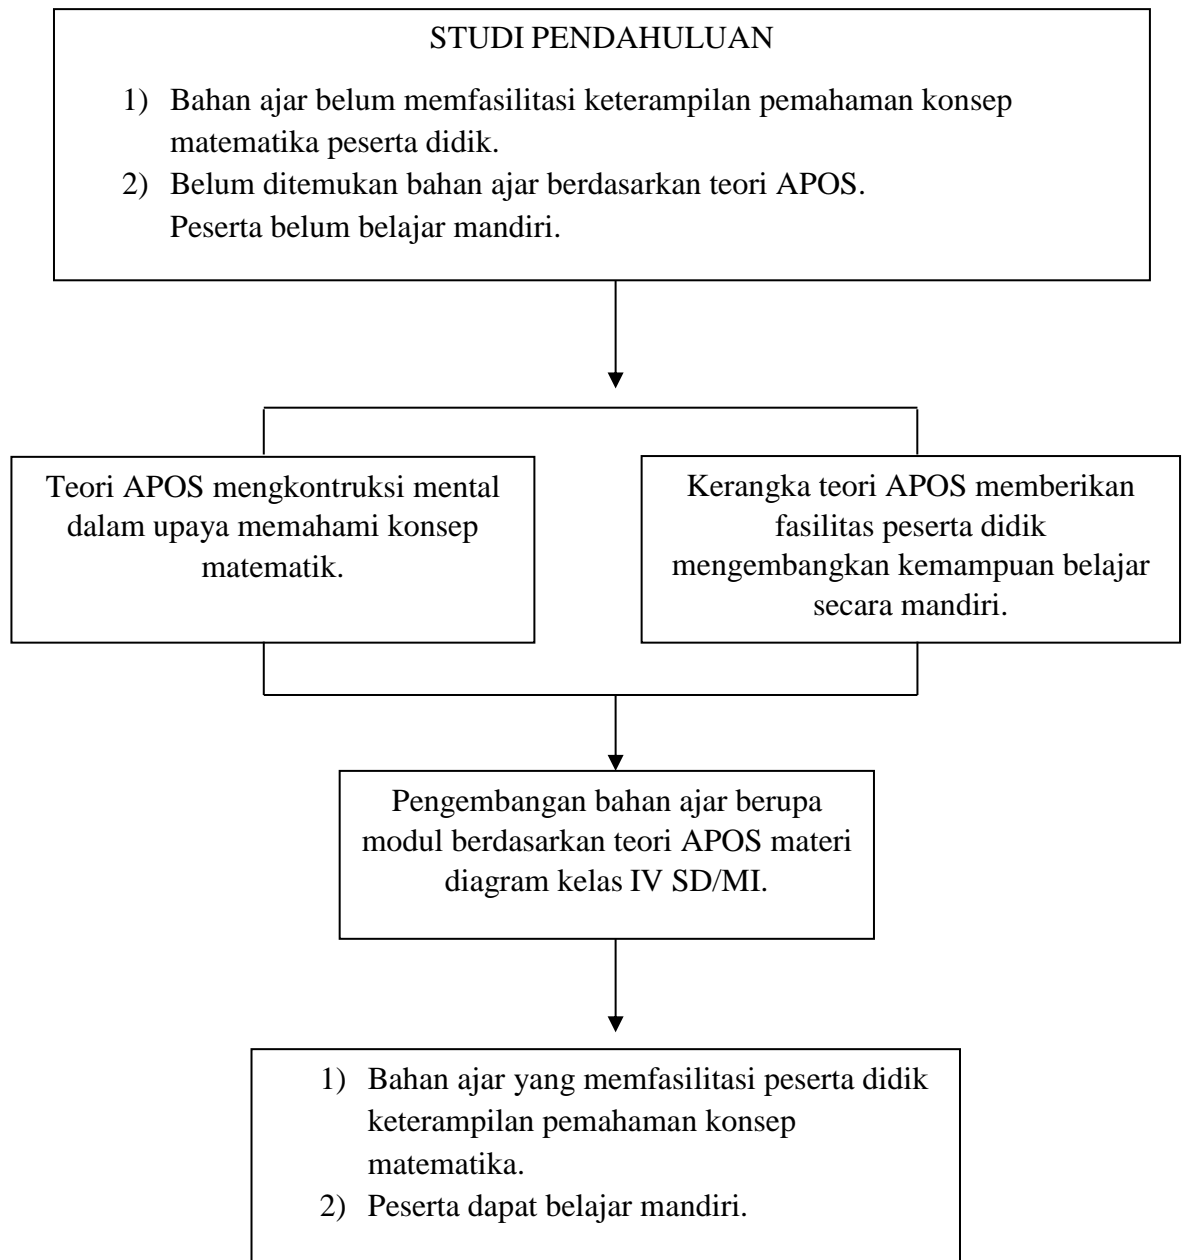 STUDI PENDAHULUAN
1) Bahan ajar belum memfasilitasi keterampilan pemahaman konsep
matematika peserta didik.
2) Belum ditemukan bahan ajar berdasarkan teori APOS.
Peserta belum belajar mandiri.
Teori APOS mengkontruksi mental
dalam upaya memahami konsep
matematik.
Kerangka teori APOS memberikan
fasilitas peserta didik
mengembangkan kemampuan belajar
secara mandiri.
Pengembangan bahan ajar berupa
modul berdasarkan teori APOS materi
diagram kelas IV SD/MI.
1) Bahan ajar yang memfasilitasi peserta didik
keterampilan pemahaman konsep
matematika.
2) Peserta dapat belajar mandiri.